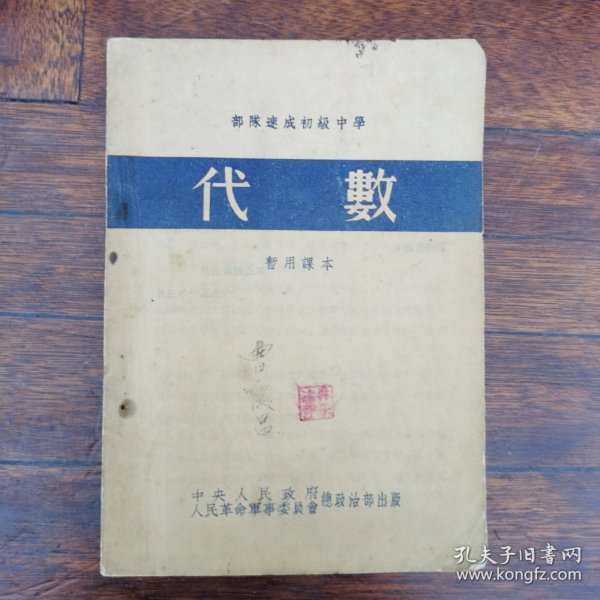 部隊速成初級中學
代數
暫用課本
中央人民政府
人民革命軍事委員會 總政治部出版
孔夫子旧书网
www.kongfz.com